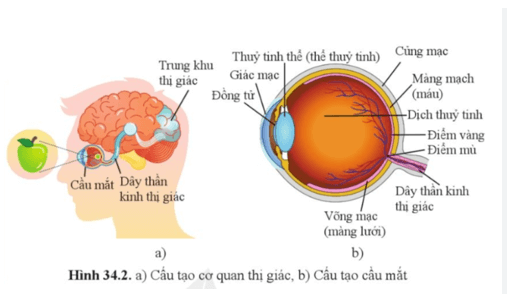 Trung khu
thị giác
Cầu mắt
Dây thần
kinh thị giác
a)
Thuỷ tinh thể (thể thuỷ tinh)
Giác mạc
Đồng tử
Củng mạc
Màng mạch
(máu)
Dịch thuỷ tinh
Điểm vàng
Điểm mù
Dây thần kinh
thị giác
Võng mạc
(màng lưới)
b)
Hình 34.2. a) Cấu tạo cơ quan thị giác, b) Cấu tạo cầu mắt